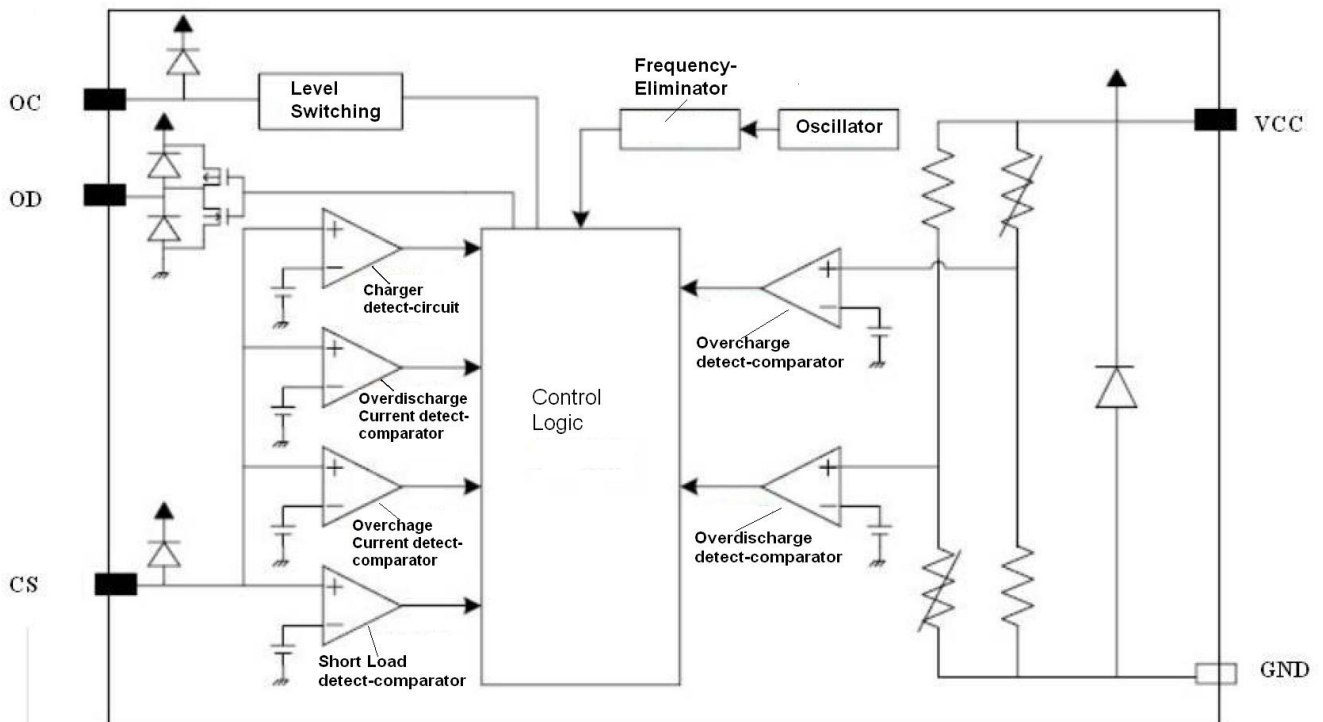 OC
Level
Switching
Frequency-
Eliminator
Oscillator
VCC
OD
+
−
Charger
detect-circuit
+
−
Overcharge
detect-comparator
+
−
Overdischarge
Current detect-
comparator
Control
Logic
+
−
Overchage
Current detect-
comparator
+
−
Overdischarge
detect-comparator
CS
+
−
Short Load
detect-comparator
GND